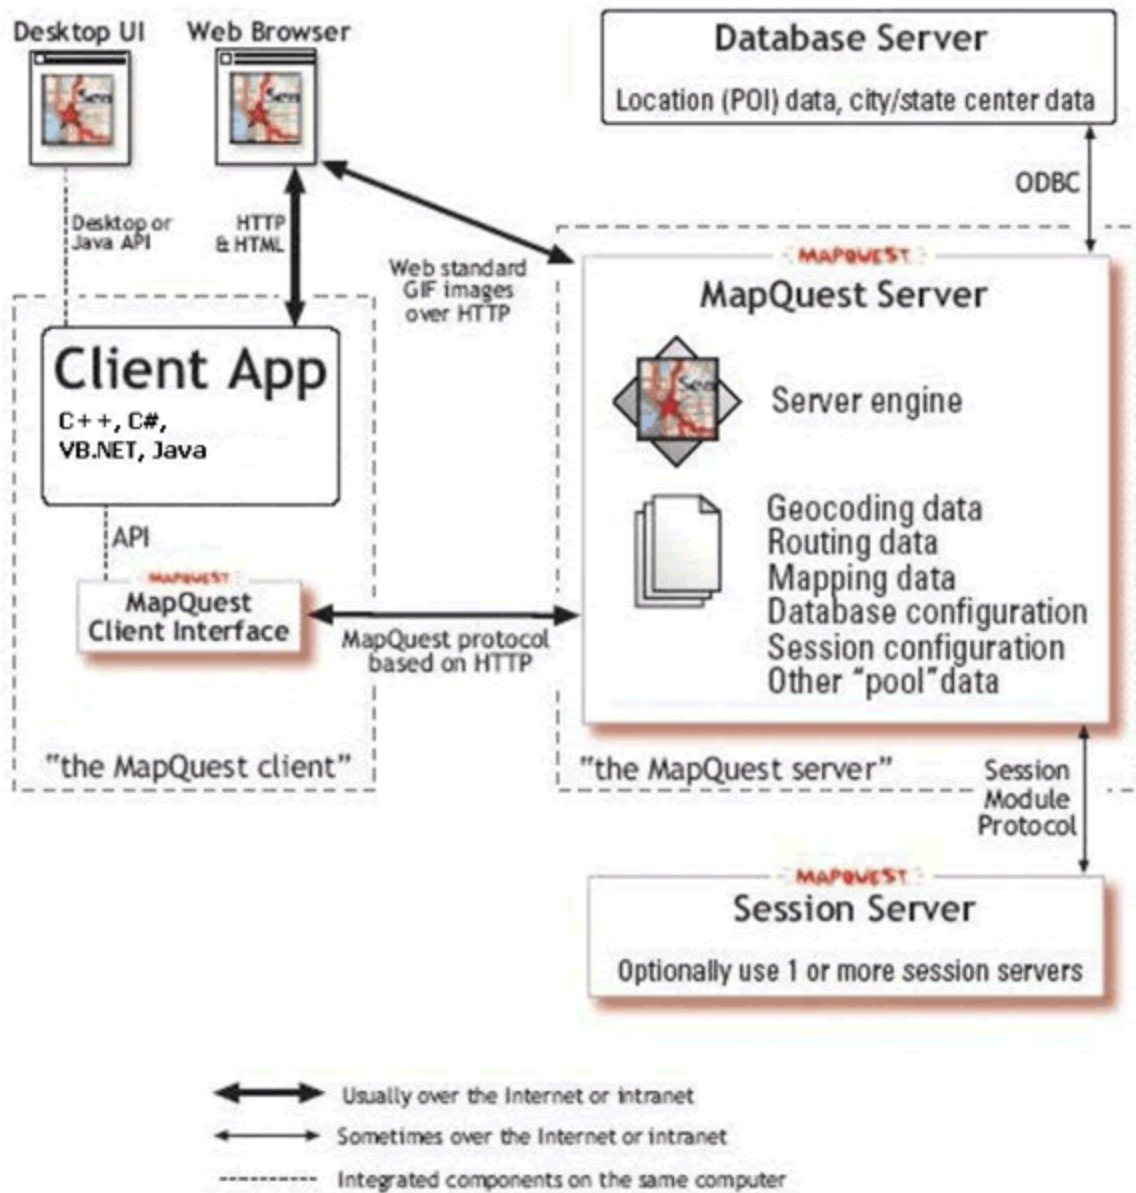 Desktop UI
Web Browser
Sea
Sea
Database Server
Location (POI) data, city/state center data
ODBC
Desktop or
Java API
HTTP
& HTML
Web standard
GIF images
over HTTP
MAPQUEST
MapQuest Server
Sea
Server engine
Geocoding data
Routing data
Mapping data
Database configuration
Session configuration
Other “pool”data
Client App
C++, C#,
VB.NET, Java
API
MAPQUEST
MapQuest
Client Interface
MapQuest protocol
based on HTTP
"the MapQuest client"
"the MapQuest server"
Session
Module
Protocol
MAPQUEST
Session Server
Optionally use 1 or more session servers
Usually over the Internet or intranet
Sometimes over the Internet or intranet
Integrated components on the same computer